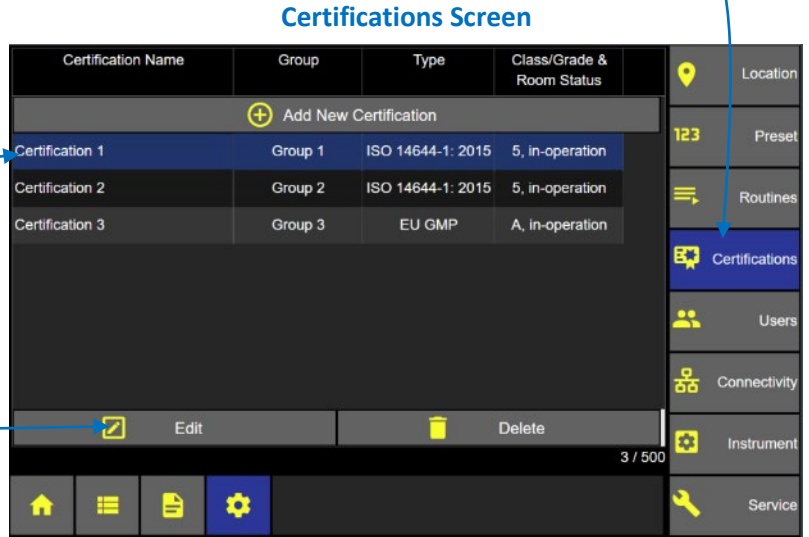 Certifications Screen
Certification Name Group Type Class/Grade &
Room Status
Add New Certification
Certification 1 Group 1 ISO 14644-1: 2015 5, in-operation
Certification 2 Group 2 ISO 14644-1: 2015 5, in-operation
Certification 3 Group 3 EU GMP A, in-operation
Edit Delete
3 / 500
Location
123 Preset
Routines
Certifications
Users
Connectivity
Instrument
Service